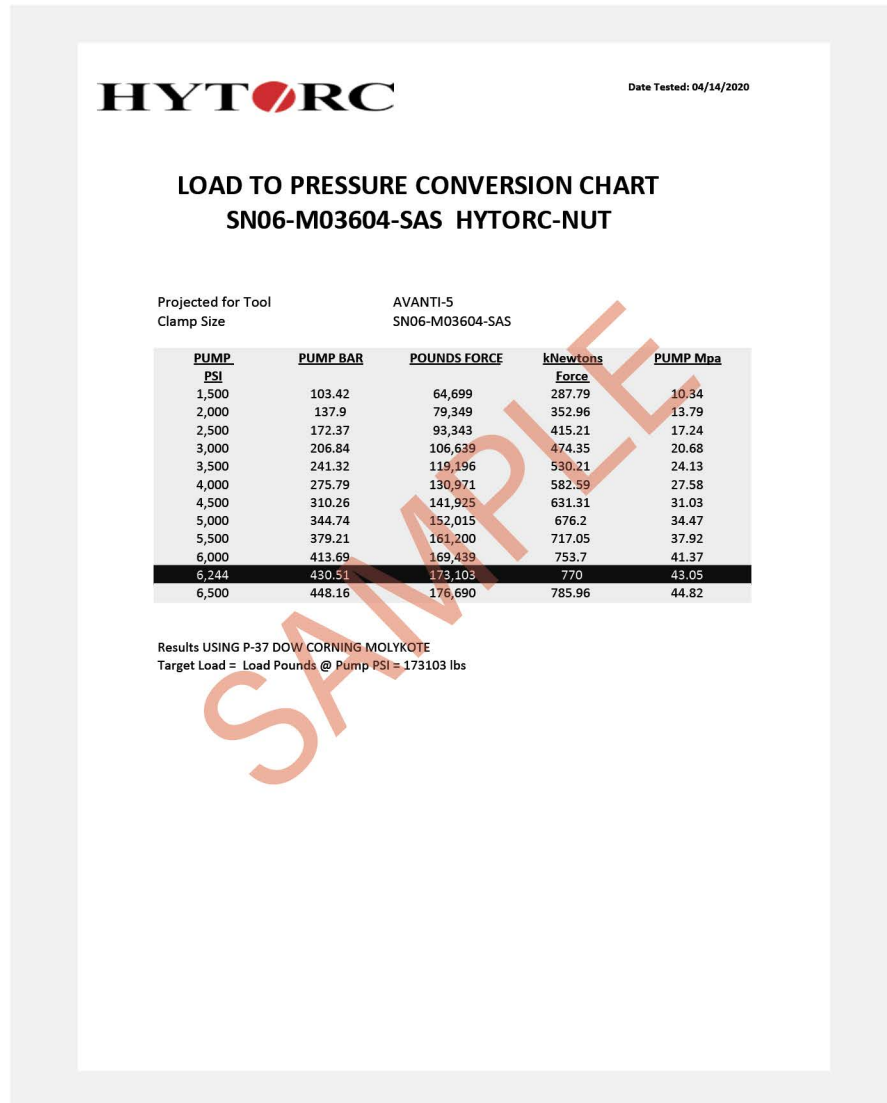 HYTORC
Date Tested: 04/14/2020
LOAD TO PRESSURE CONVERSION CHART
SN06-M03604-SAS HYTORC-NUT
Projected for Tool AVANTI-5
Clamp Size SN06-M03604-SAS
PUMP PUMP BAR POUNDS FORCE kNewtons PUMP Mpa
PSI Force
1,500 103.42 64,699 287.79 10.34
2,000 137.9 79,349 352.96 13.79
2,500 172.37 93,343 415.21 17.24
3,000 206.84 106,639 474.35 20.68
3,500 241.32 119,196 530.21 24.13
4,000 275.79 130,971 582.59 27.58
4,500 310.26 141,925 631.31 31.03
5,000 344.74 152,015 676.2 34.47
5,500 379.21 161,200 717.05 37.92
6,000 413.69 169,439 753.7 41.37
6,244 430.51 173,103 770 43.05
6,500 448.16 176,690 785.96 44.82
Results USING P-37 DOW CORNING MOLYKOTE
Target Load = Load Pounds @ Pump PSI = 173103 lbs
SAMPLE